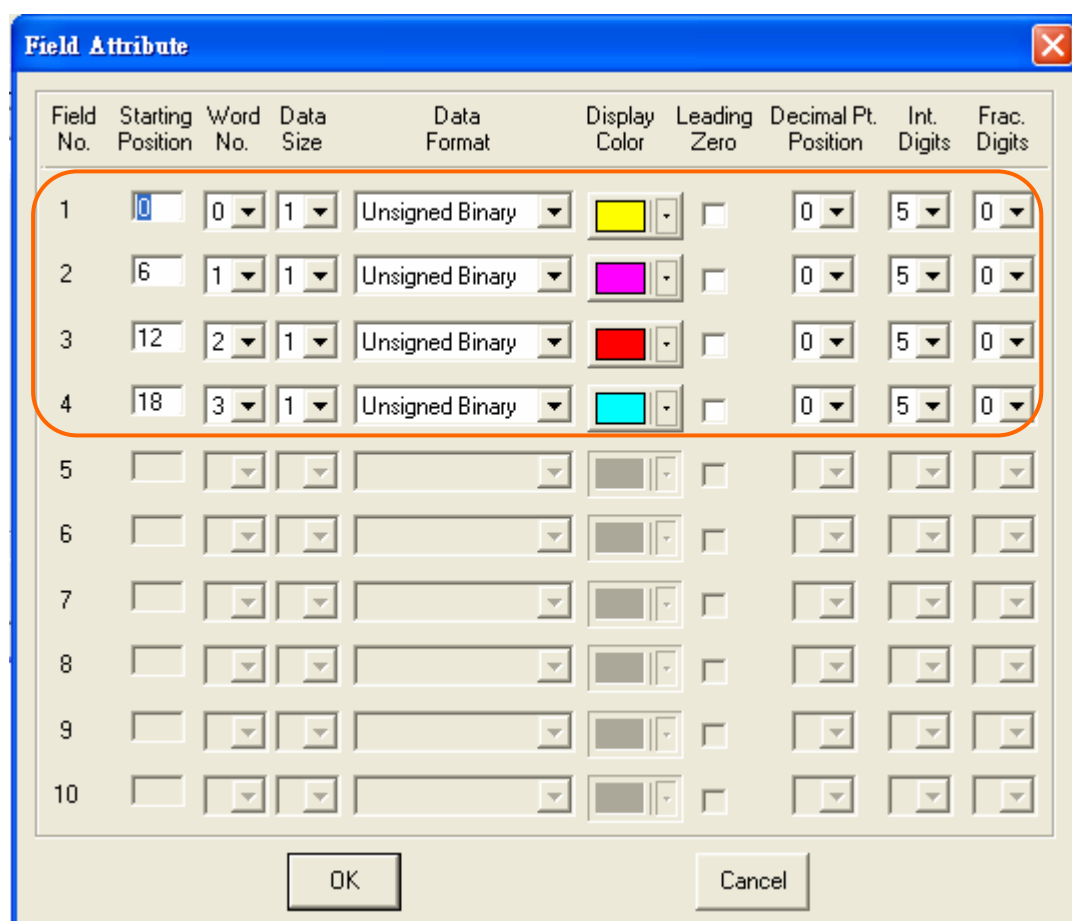 Field Attribute
Field No. Starting Position Word No. Data Size Data Format Display Color Leading Zero Decimal Pt. Position Int. Digits Frac. Digits
1 0 0 1 Unsigned Binary 0 5 0
2 6 1 1 Unsigned Binary 0 5 0
3 12 2 1 Unsigned Binary 0 5 0
4 18 3 1 Unsigned Binary 0 5 0
5
6
7
8
9
10
OK Cancel